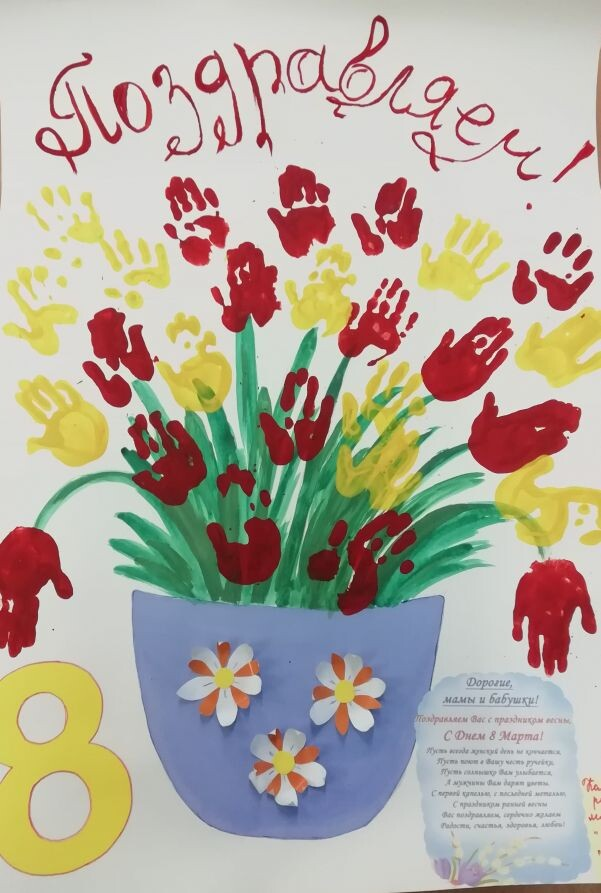 Поздравляем!
8
Дорогие,
мамы и бабушки!
Поздравляем Вас с праздником весны,
С Днем 8 Марта!
Пусть всегда женский день не кончается,
Пусть поют в Вашу честь ручейки,
Пусть солнышко Вам улыбается,
А мужчины Вам дарят цветы.
С первой капелью, с последней метелью,
С праздником ранней весны
Вас поздравляем, сердечно желаем
Радости, счастья, здоровья, любви!